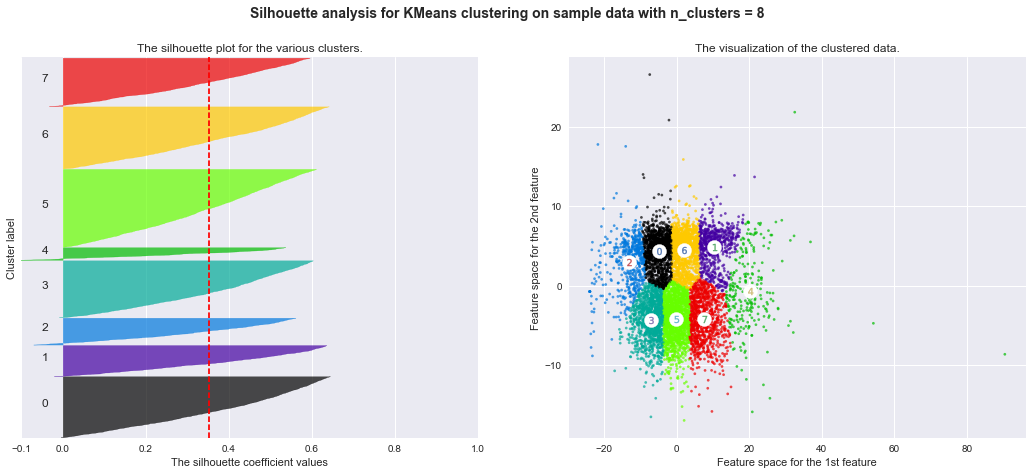 Silhouette analysis for KMeans clustering on sample data with n_clusters = 8
The silhouette plot for the various clusters.
7
6
5
4
3
2
1
0
Cluster label
−0.1 0.0 0.2 0.4 0.6 0.8 1.0
The silhouette coefficient values
The visualization of the clustered data.
20
10
0
−10
Feature space for the 2nd feature
0 6 1
2
4
3 5 7
−20 0 20 40 60 80
Feature space for the 1st feature